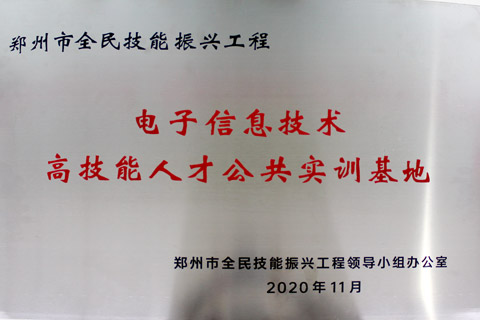 郑州市全民技能振兴工程
电子信息技术
高技能人才公共实训基地
郑州市全民技能振兴工程领导小组办公室
2020年11月